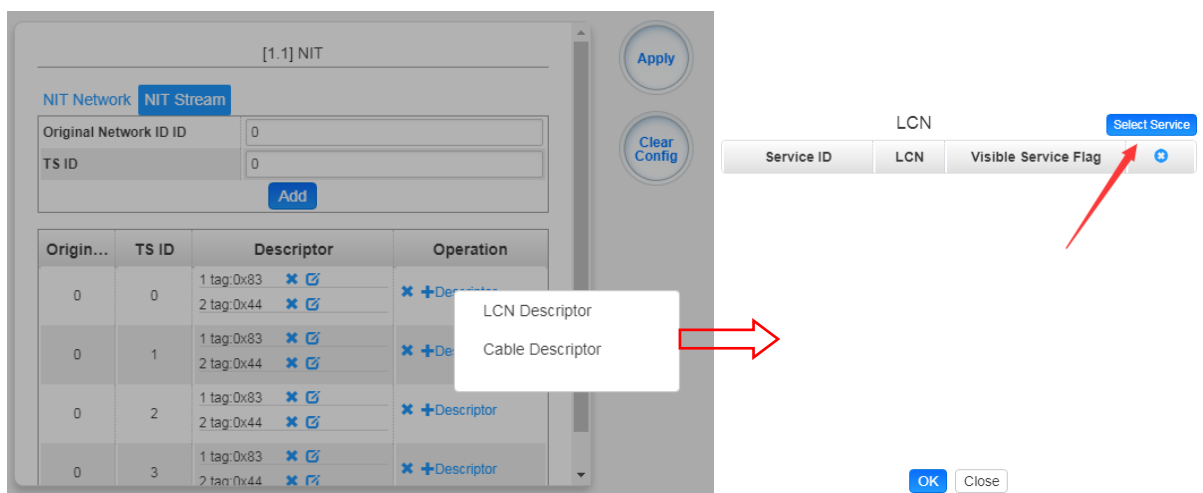 [1.1] NIT
NIT Network NIT Stream
Original Network ID ID 0
TS ID 0
Add
Origin... TS ID Descriptor Operation
0 0 1 tag:0x83
2 tag:0x44
LCN Descriptor
Cable Descriptor
0 1 1 tag:0x83
2 tag:0x44
0 2 1 tag:0x83 +Descriptor
2 tag:0x44
0 3 1 tag:0x83 +Descriptor
2 tag:0x44
Apply
Clear
Config
LCN Select Service
Service ID LCN Visible Service Flag
OK Close